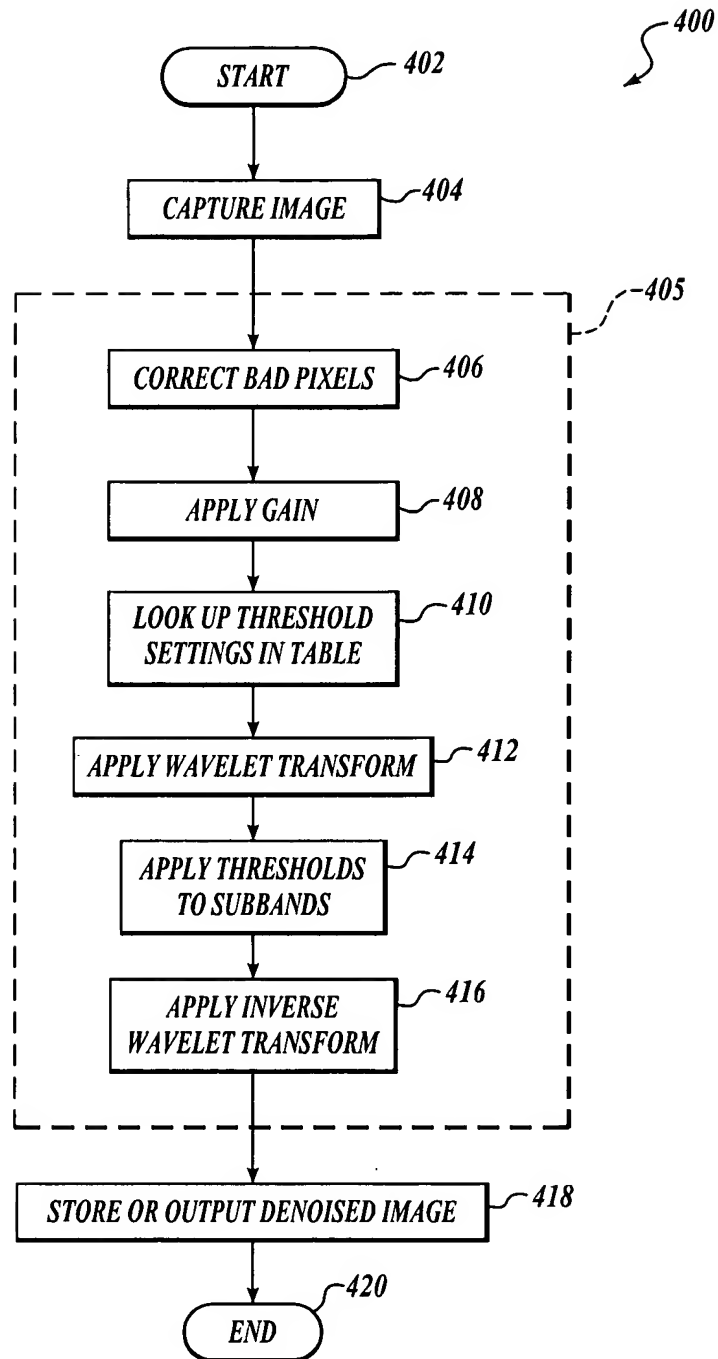 400
START
402
CAPTURE IMAGE
404
405
CORRECT BAD PIXELS
406
APPLY GAIN
408
LOOK UP THRESHOLD
SETTINGS IN TABLE
410
APPLY WAVELET TRANSFORM
412
APPLY THRESHOLDS
TO SUBBANDS
414
APPLY INVERSE
WAVELET TRANSFORM
416
STORE OR OUTPUT DENOISED IMAGE
418
END
420